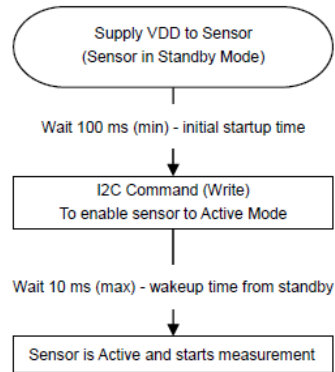 Supply VDD to Sensor
(Sensor in Standby Mode)
Wait 100 ms (min) - initial startup time
I2C Command (Write)
To enable sensor to Active Mode
Wait 10 ms (max) - wakeup time from standby
Sensor is Active and starts measurement